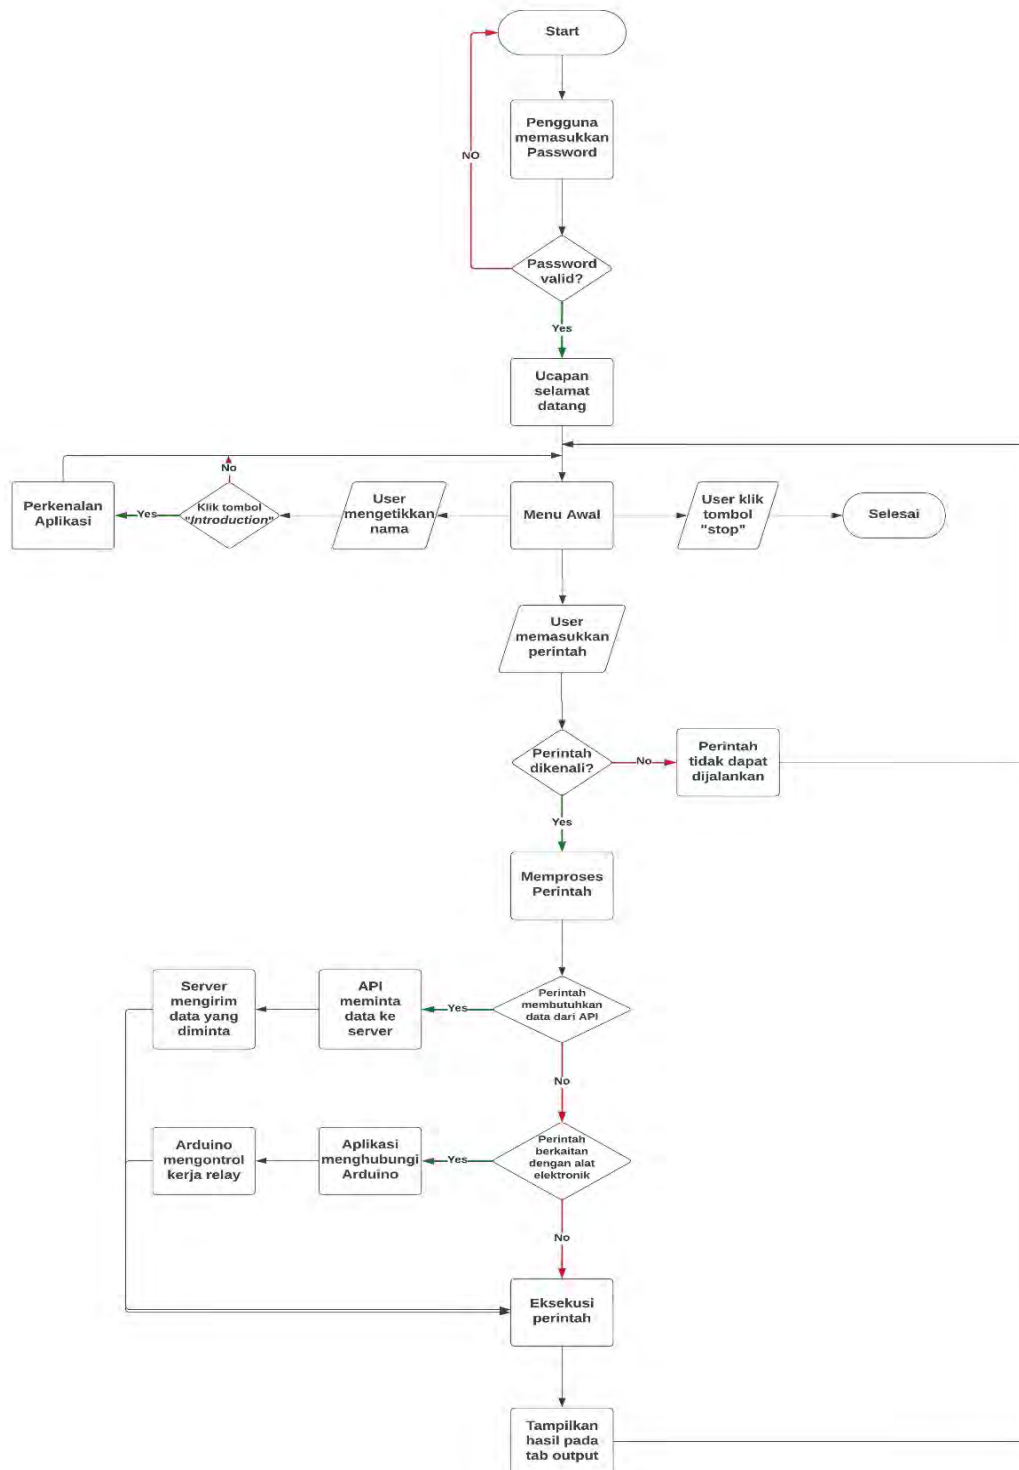 Start
Pengguna
memasukkan
Password
NO
Password
valid?
Yes
Ucapan
selamat
datang
No
Perkenalan
Aplikasi
Yes
Klik tombol
"Introduction"
User
mengetikkan
nama
Menu Awal
User klik
tombol
"stop"
Selesai
User
memasukkan
perintah
Perintah
dikenali?
No
Perintah
tidak dapat
dijalankan
Yes
Memproses
Perintah
Server
mengirim
data yang
diminta
API
meminta
data ke
server
Yes
Perintah
membutuhkan
data dari API
No
Arduino
mengontrol
kerja relay
Aplikasi
menghubungi
Arduino
Yes
Perintah
berkaitan
dengan alat
elektronik
No
Eksekusi
perintah
Tampilkan
hasil pada
tab output